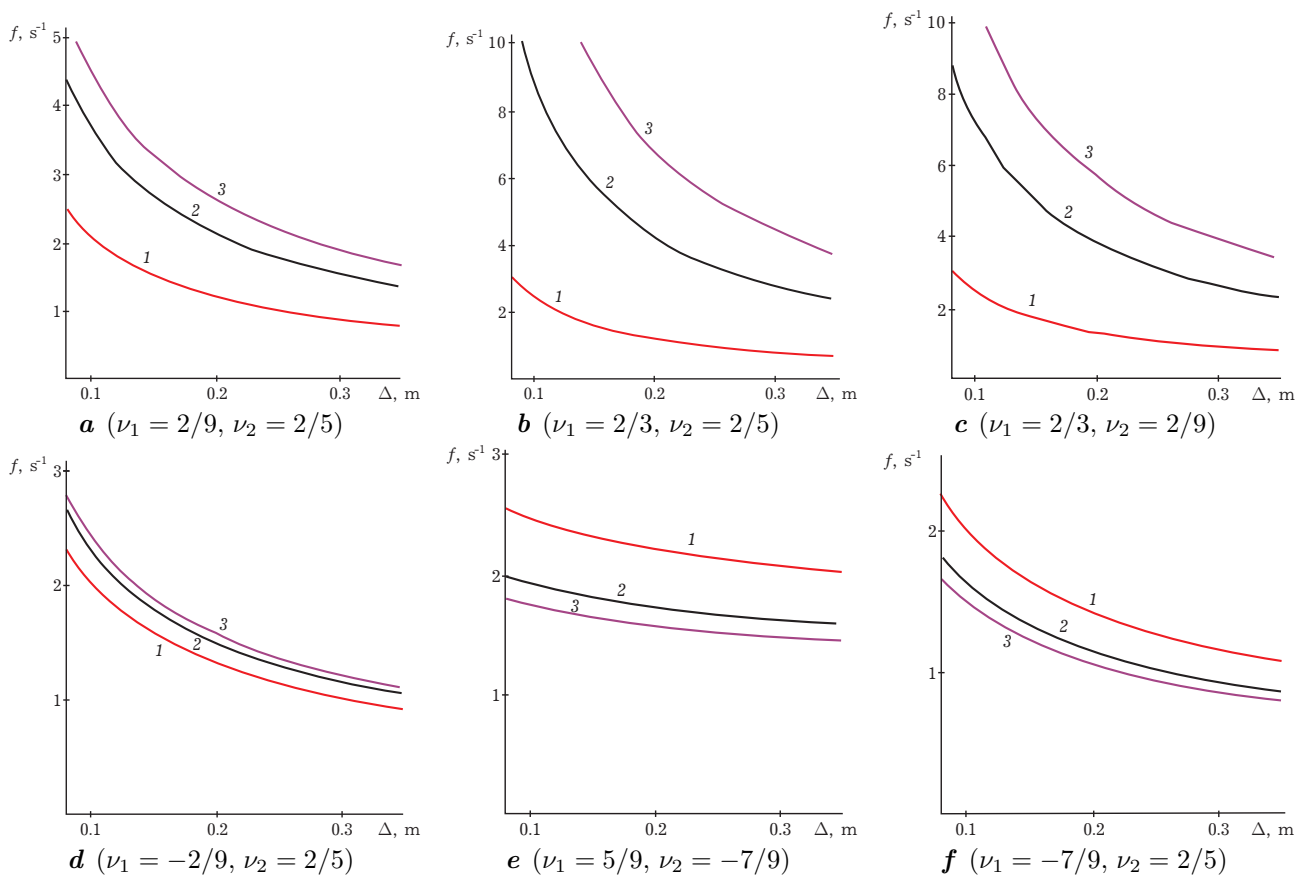 f, s⁻¹ 5
4
3
2
1
3
2
1
0.1 0.2 0.3 Δ, m
a (ν₁ = 2/9, ν₂ = 2/5)
f, s⁻¹ 10
8
6
4
2
3
2
1
0.1 0.2 0.3 Δ, m
b (ν₁ = 2/3, ν₂ = 2/5)
f, s⁻¹ 10
8
6
4
2
3
2
1
0.1 0.2 0.3 Δ, m
c (ν₁ = 2/3, ν₂ = 2/9)
f, s⁻¹ 3
2
1
3
2
1
0.1 0.2 0.3 Δ, m
d (ν₁ = −2/9, ν₂ = 2/5)
f, s⁻¹ 3
2
1
1
2
3
0.1 0.2 0.3 Δ, m
e (ν₁ = 5/9, ν₂ = −7/9)
f, s⁻¹
2
1
1
2
3
0.1 0.2 0.3 Δ, m
f (ν₁ = −7/9, ν₂ = 2/5)